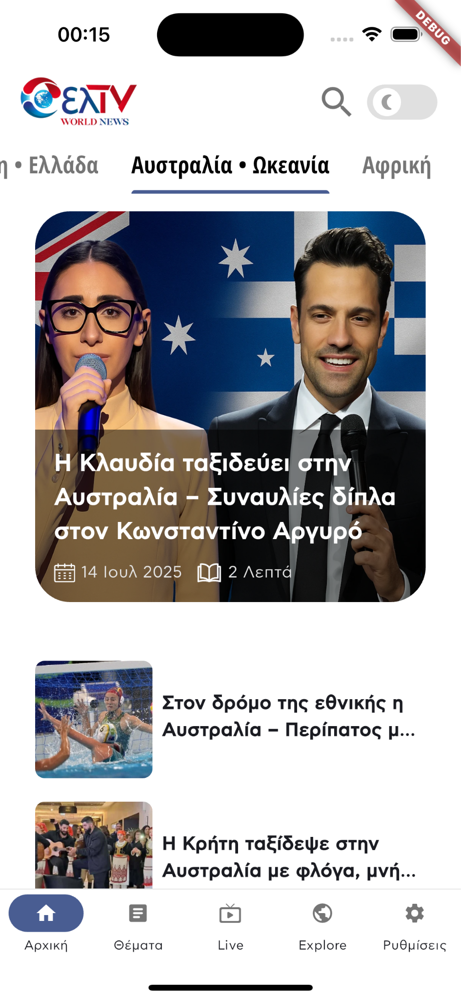 00:15
DEBUG
ελTV
WORLD NEWS
η • Ελλάδα
Αυστραλία • Ωκεανία
Αφρική
Η Κλαυδία ταξιδεύει στην
Αυστραλία – Συναυλίες δίπλα
στον Κωνσταντίνο Αργυρό
14 Ιουλ 2025
2 Λεπτά
Στον δρόμο της εθνικής η
Αυστραλία – Περίπατος μ...
Η Κρήτη ταξίδεψε στην
Αυστραλία με φλόγα, μνή...
Αρχική
Θέματα
Live
Explore
Ρυθμίσεις